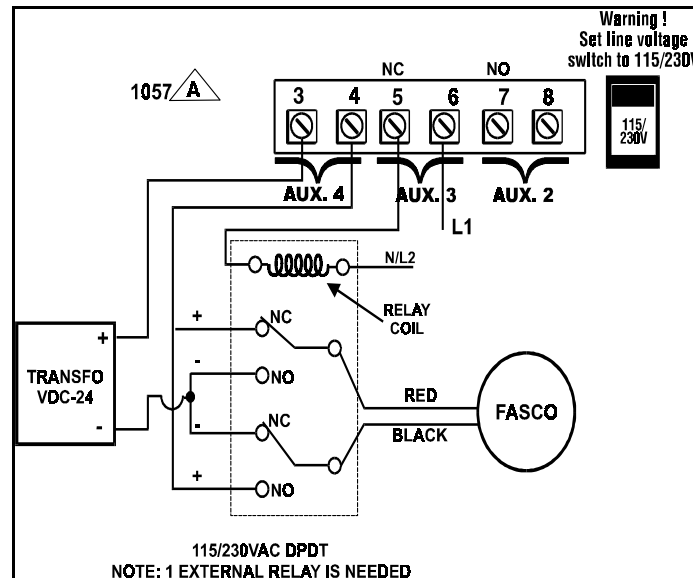 Warning !
Set line voltage
switch to 115/230V
NC NO
1057 A
3 4 5 6 7 8
115/
230V
AUX. 4 AUX. 3 AUX. 2
L1
N/L2
RELAY
COIL
+ NC
+
TRANSFO
VDC-24
-
- NO
- NC
+ NO
RED
BLACK
FASCO
115/230VAC DPDT
NOTE: 1 EXTERNAL RELAY IS NEEDED